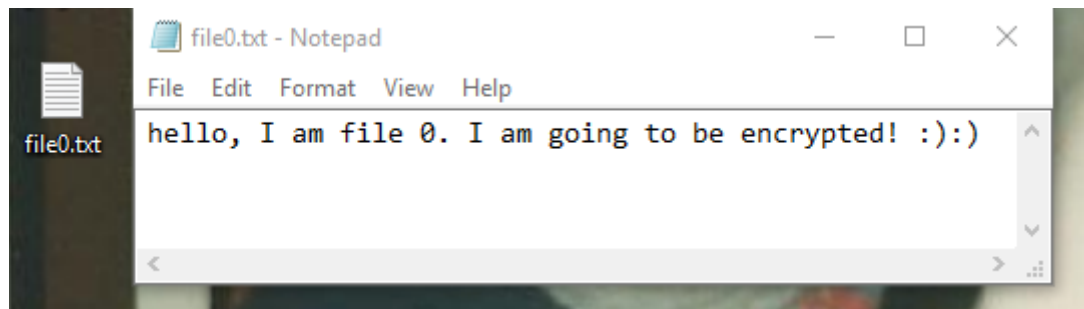 file0.txt - Notepad
File Edit Format View Help
hello, I am file 0. I am going to be encrypted! :):)
file0.txt